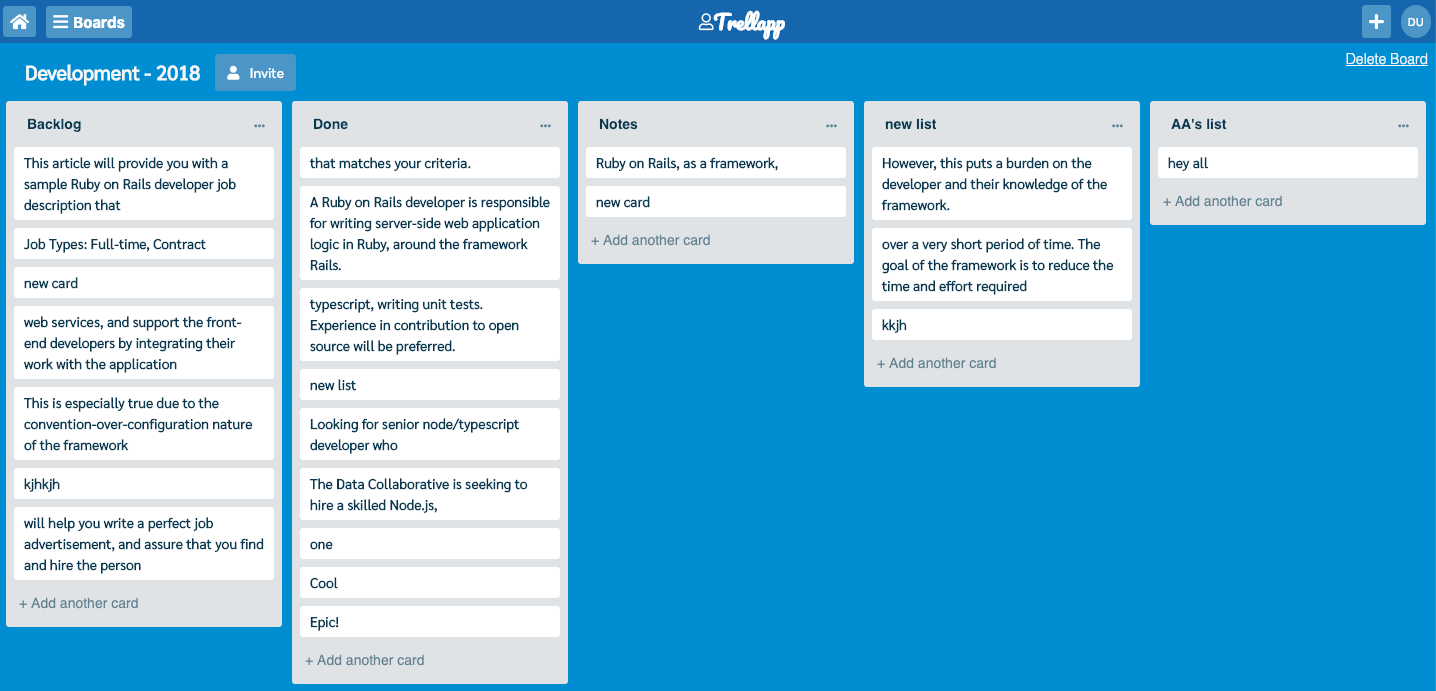 Boards
Trellapp
DU
Development - 2018
Invite
Delete Board
Backlog
This article will provide you with a
sample Ruby on Rails developer job
description that
Job Types: Full-time, Contract
new card
web services, and support the front-
end developers by integrating their
work with the application
This is especially true due to the
convention-over-configuration nature
of the framework
kjhkjh
will help you write a perfect job
advertisement, and assure that you find
and hire the person
+ Add another card
Done
that matches your criteria.
A Ruby on Rails developer is responsible
for writing server-side web application
logic in Ruby, around the framework
Rails.
typescript, writing unit tests.
Experience in contribution to open
source will be preferred.
new list
Looking for senior node/typescript
developer who
The Data Collaborative is seeking to
hire a skilled Node.js,
one
Cool
Epic!
+ Add another card
Notes
Ruby on Rails, as a framework,
new card
+ Add another card
new list
However, this puts a burden on the
developer and their knowledge of the
framework.
over a very short period of time. The
goal of the framework is to reduce the
time and effort required
kkjh
+ Add another card
AA's list
hey all
+ Add another card